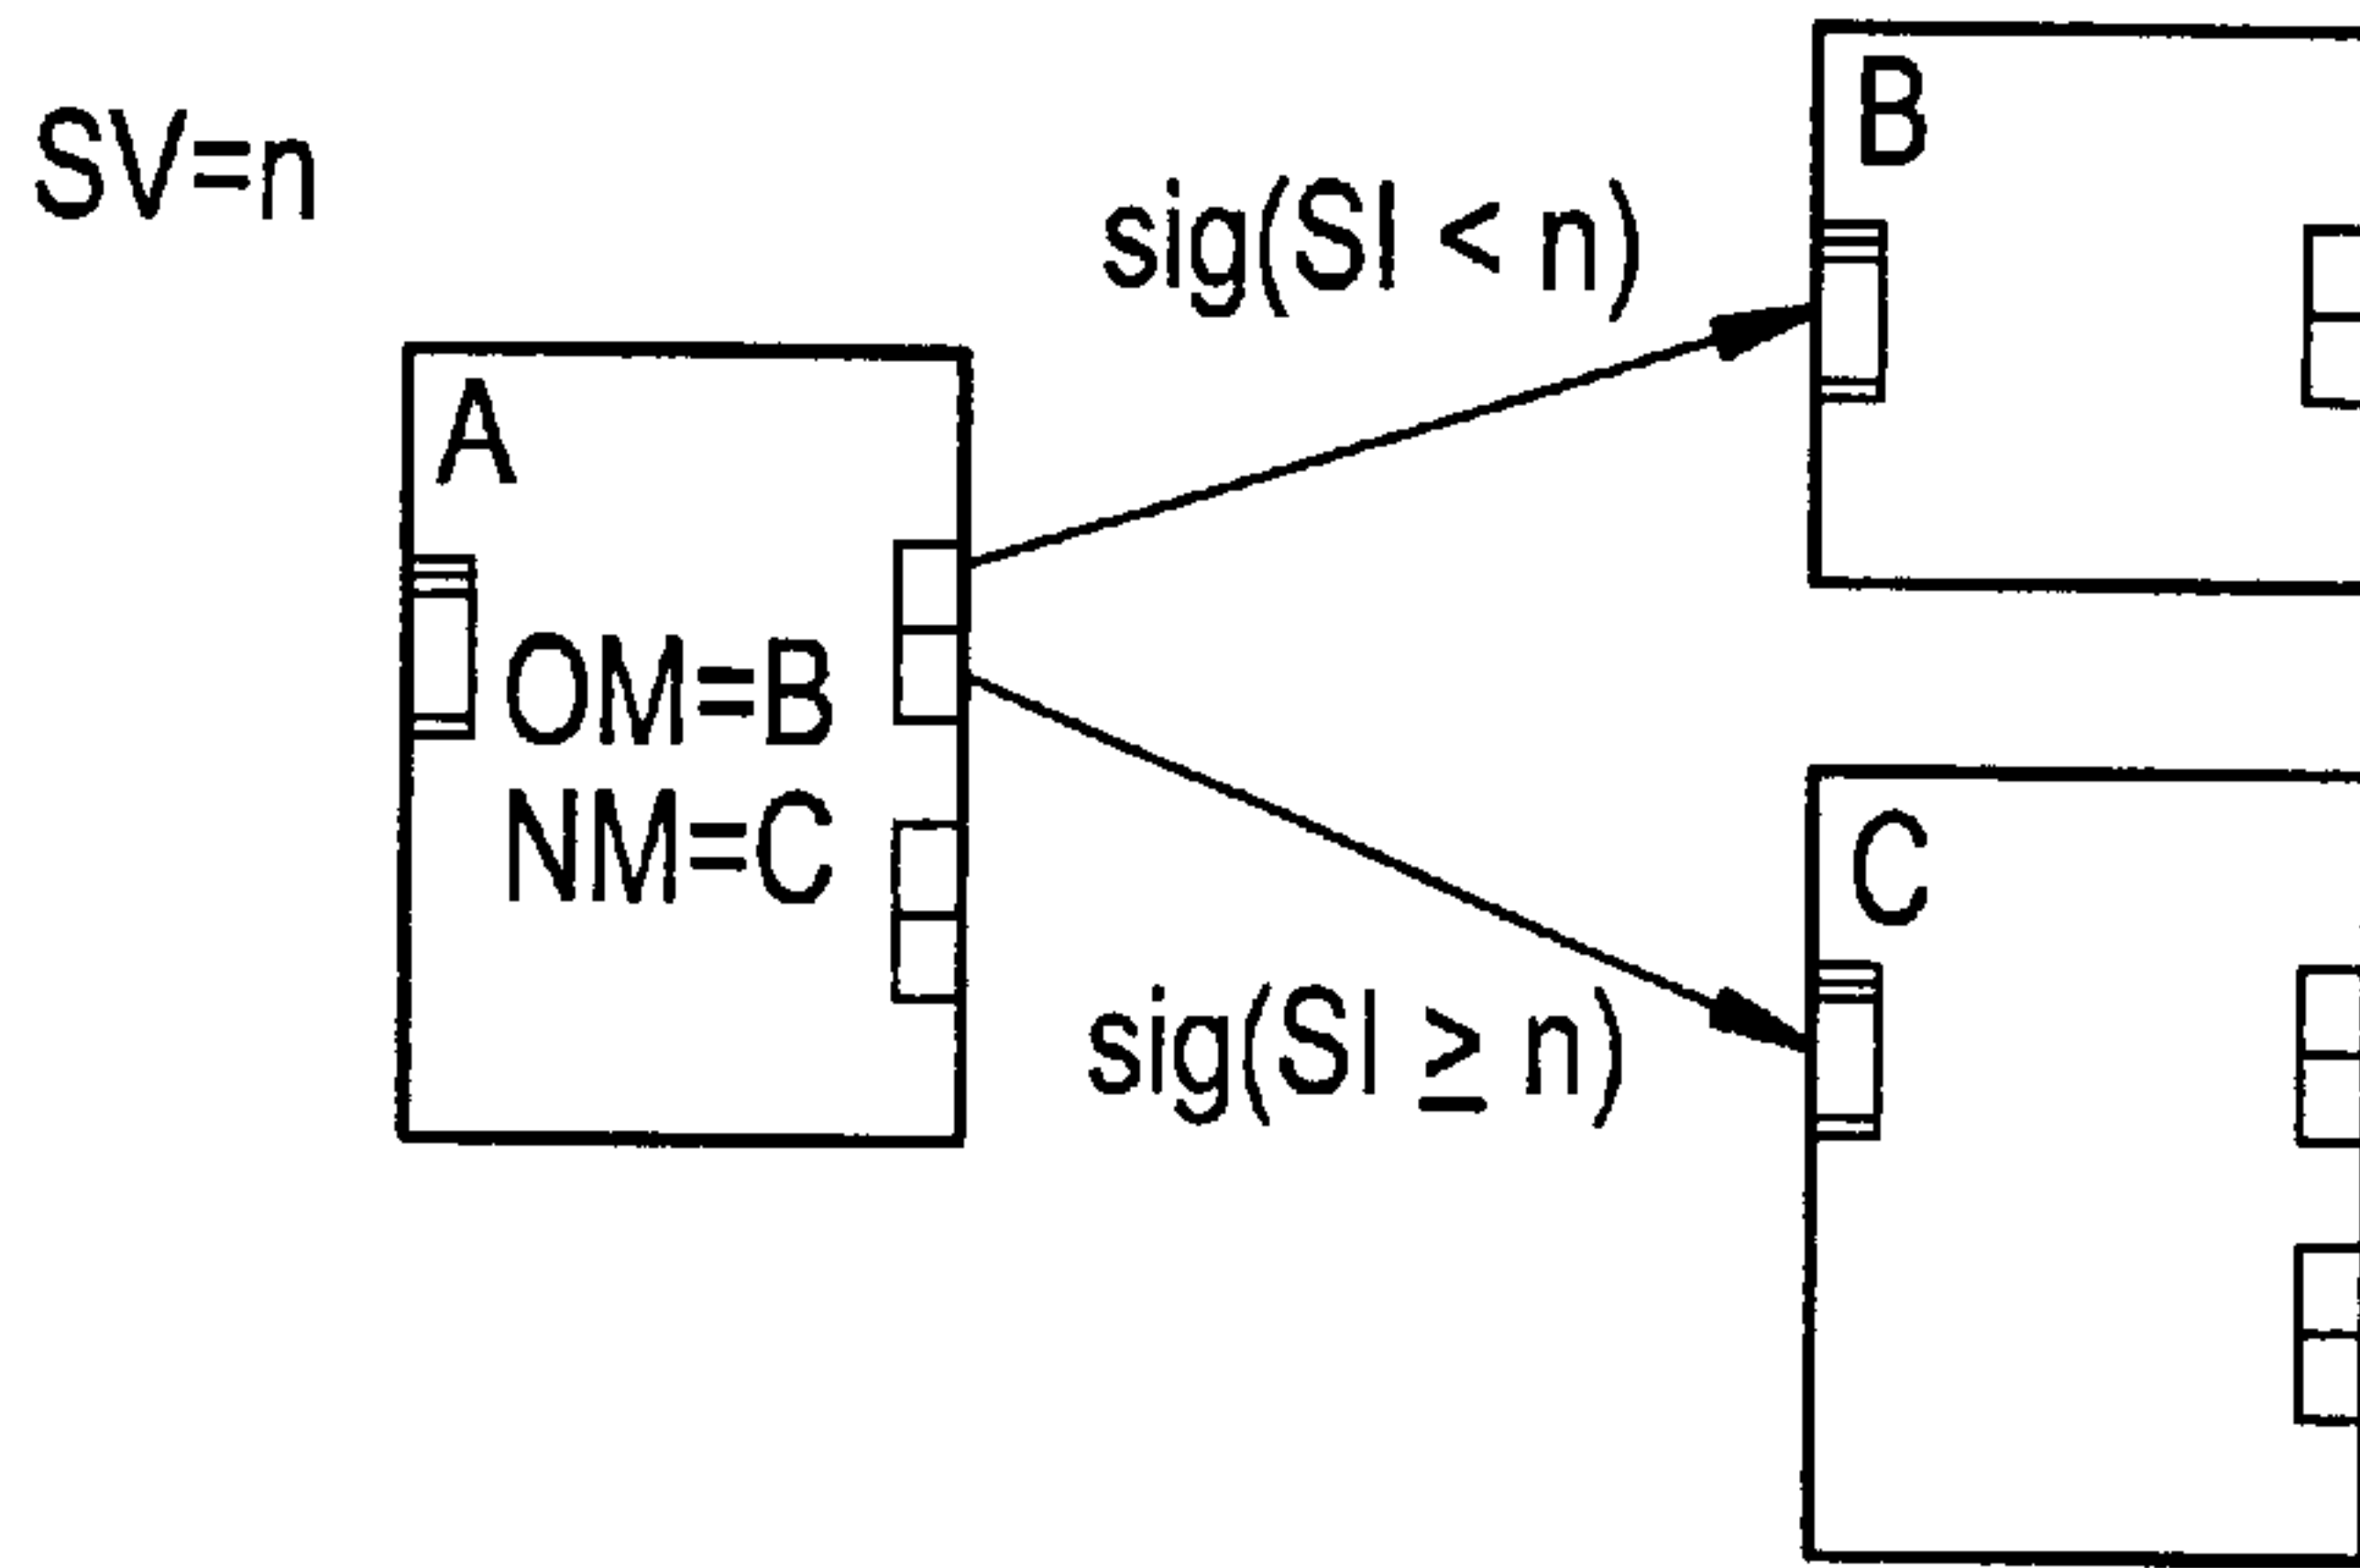 SV=n
A
OM=B
NM=C
sig(SI < n)
sig(SI ≥ n)
B
C